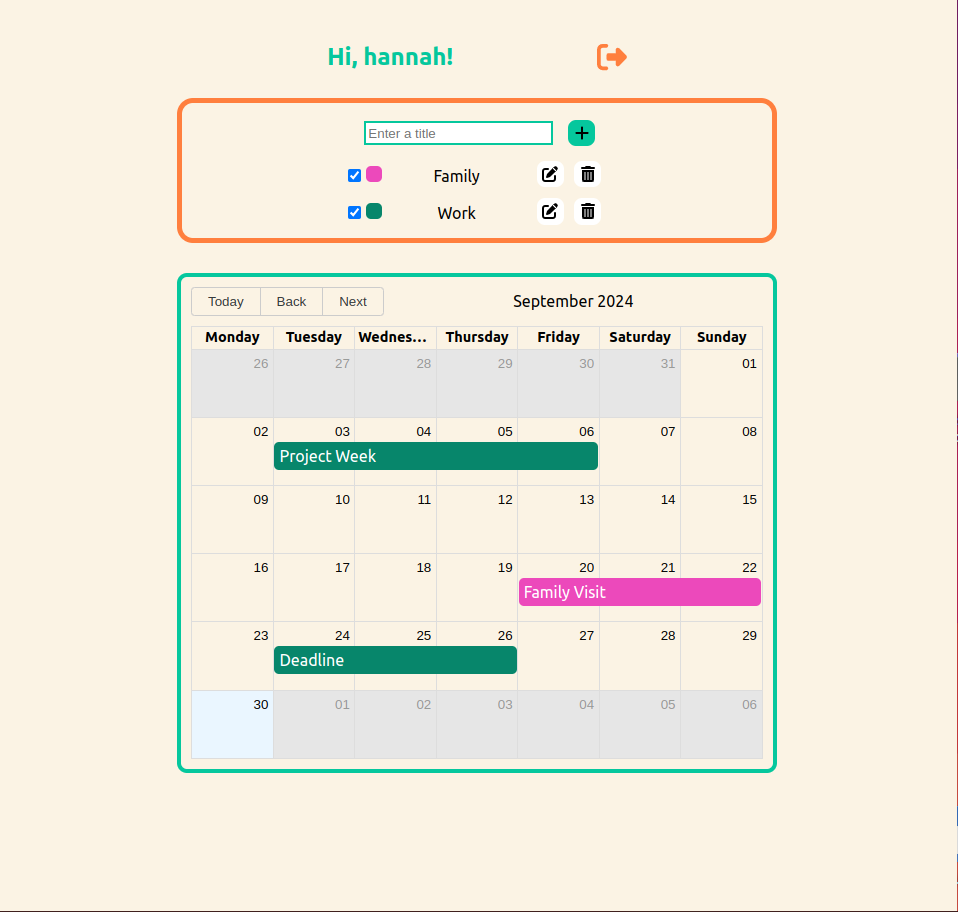 Hi, hannah!
Enter a title
Family
Work
Today Back Next September 2024
Monday Tuesday Wednes... Thursday Friday Saturday Sunday
26 27 28 29 30 31 01
02 03 04 05 06 07 08
Project Week
09 10 11 12 13 14 15
16 17 18 19 20 21 22
Family Visit
23 24 25 26 27 28 29
Deadline
30 01 02 03 04 05 06